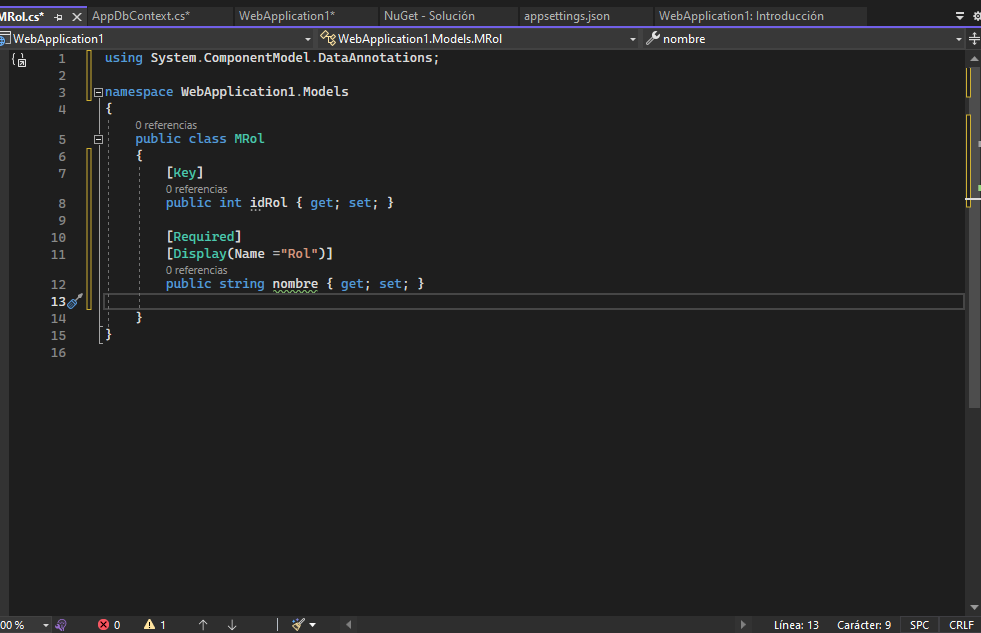 MRol.cs* AppDbContext.cs* WebApplication1* NuGet - Solución appsettings.json WebApplication1: Introducción
WebApplication1 WebApplication1.Models.MRol nombre
1 using System.ComponentModel.DataAnnotations;
2
3 namespace WebApplication1.Models
4 {
0 referencias
5 public class MRol
6 {
7 [Key]
0 referencias
8 public int idRol { get; set; }
9
10 [Required]
11 [Display(Name ="Rol")]
0 referencias
12 public string nombre { get; set; }
13
14 }
15 }
16
00 % 0 1 Línea: 13 Carácter: 9 SPC CRLF